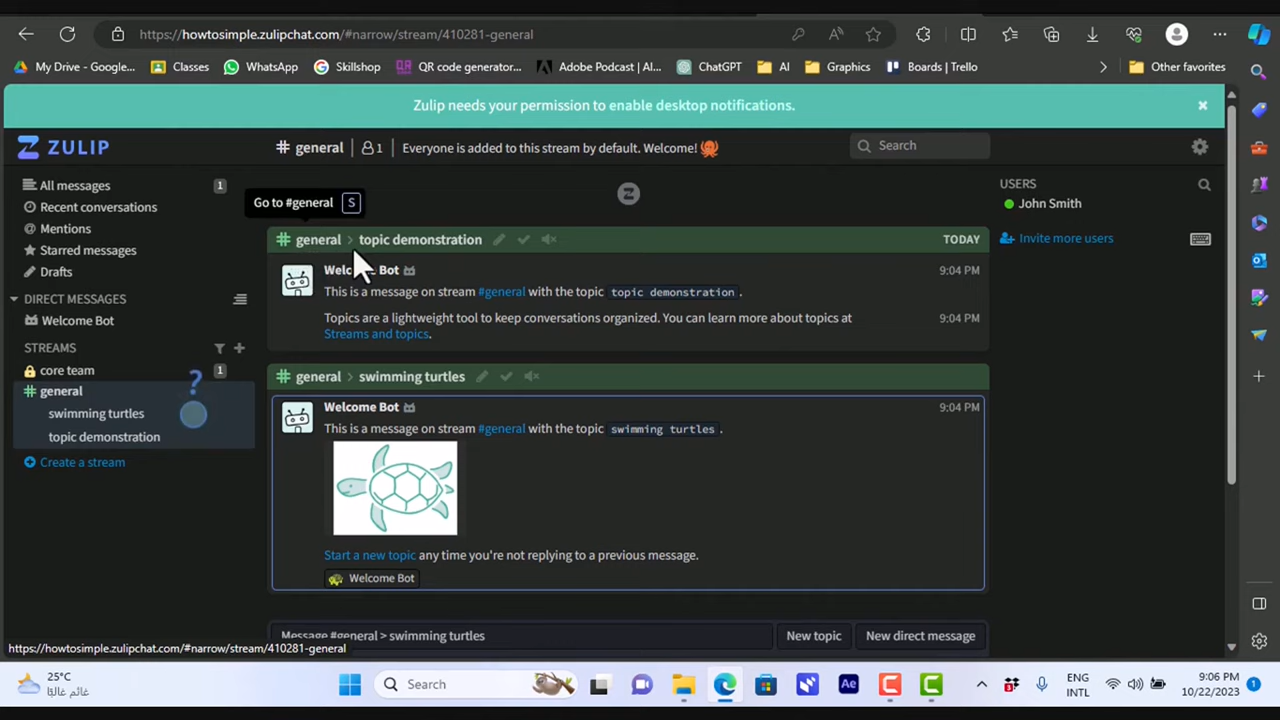 https://howtosimple.zulipchat.com/#narrow/stream/410281-general
My Drive - Google...
Classes
WhatsApp
Skillshop
QR code generator...
Adobe Podcast | AI...
ChatGPT
AI
Graphics
Boards | Trello
Other favorites
Zulip needs your permission to enable desktop notifications.
ZULIP
# general
1
Everyone is added to this stream by default. Welcome!
Search
All messages
1
Recent conversations
Mentions
Starred messages
Drafts
DIRECT MESSAGES
Welcome Bot
STREAMS
core team
1
# general
swimming turtles
topic demonstration
Create a stream
?
Go to #general S
# general > topic demonstration
TODAY
Welcome Bot
9:04 PM
This is a message on stream #general with the topic topic demonstration .
Topics are a lightweight tool to keep conversations organized. You can learn more about topics at
9:04 PM
Streams and topics.
# general > swimming turtles
Welcome Bot
9:04 PM
This is a message on stream #general with the topic swimming turtles .
Start a new topic any time you're not replying to a previous message.
Welcome Bot
Message #general > swimming turtles
New topic
New direct message
USERS
John Smith
Invite more users
https://howtosimple.zulipchat.com/#narrow/stream/410281-general
25°C
غائم غالبًا
Search
Ae
ENG
INTL
9:06 PM
10/22/2023
1